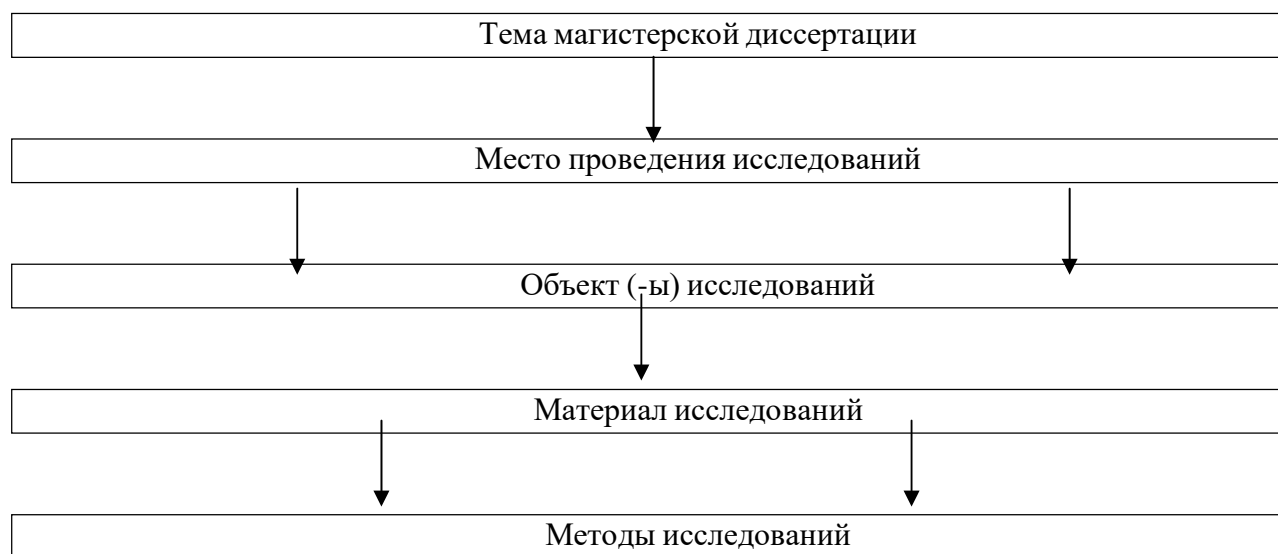 Тема магистерской диссертации
Место проведения исследований
Объект (-ы) исследований
Материал исследований
Методы исследований